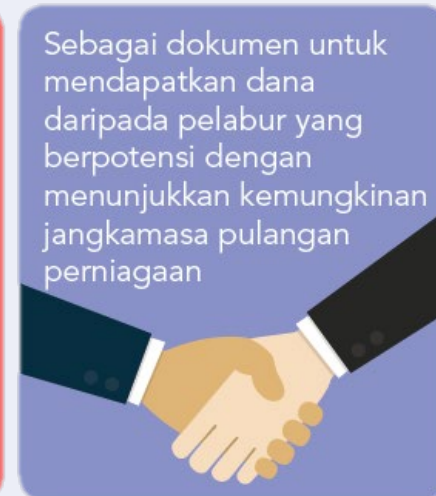 Sebagai dokumen untuk
mendapatkan dana
daripada pelabur yang
berpotensi dengan
menunjukkan kemungkinan
jangkamasa pulangan
perniagaan